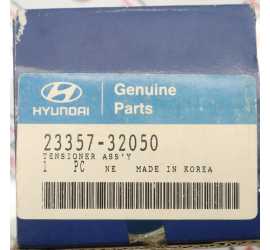 HYUNDAI
Genuine
Parts
23357-32050
TENSIONER ASS'Y
1 PC NE MADE IN KOREA